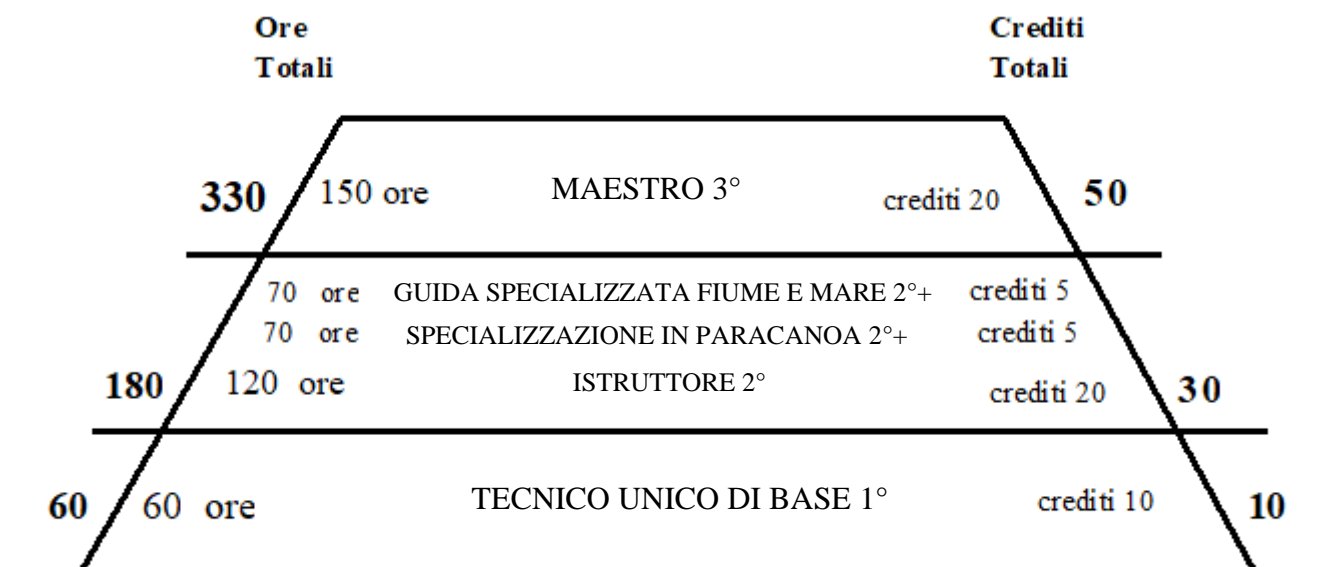 Ore Crediti
Totali Totali
330 150 ore MAESTRO 3° crediti 20 50
70 ore GUIDA SPECIALIZZATA FIUME E MARE 2°+ crediti 5
70 ore SPECIALIZZAZIONE IN PARACANOA 2°+ crediti 5
180 120 ore ISTRUTTORE 2° crediti 20 30
60 60 ore TECNICO UNICO DI BASE 1° crediti 10 10